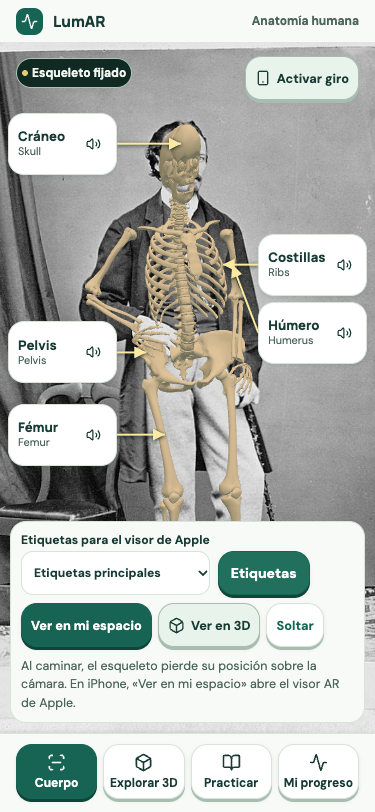 LumAR
Anatomía humana
Esqueleto fijado
Activar giro
Cráneo
Skull
Costillas
Ribs
Húmero
Humerus
Pelvis
Pelvis
Fémur
Femur
Etiquetas para el visor de Apple
Etiquetas principales
Etiquetas
Ver en mi espacio
Ver en 3D
Soltar
Al caminar, el esqueleto pierde su posición sobre la
cámara. En iPhone, «Ver en mi espacio» abre el visor AR
de Apple.
Cuerpo
Explorar 3D
Practicar
Mi progreso